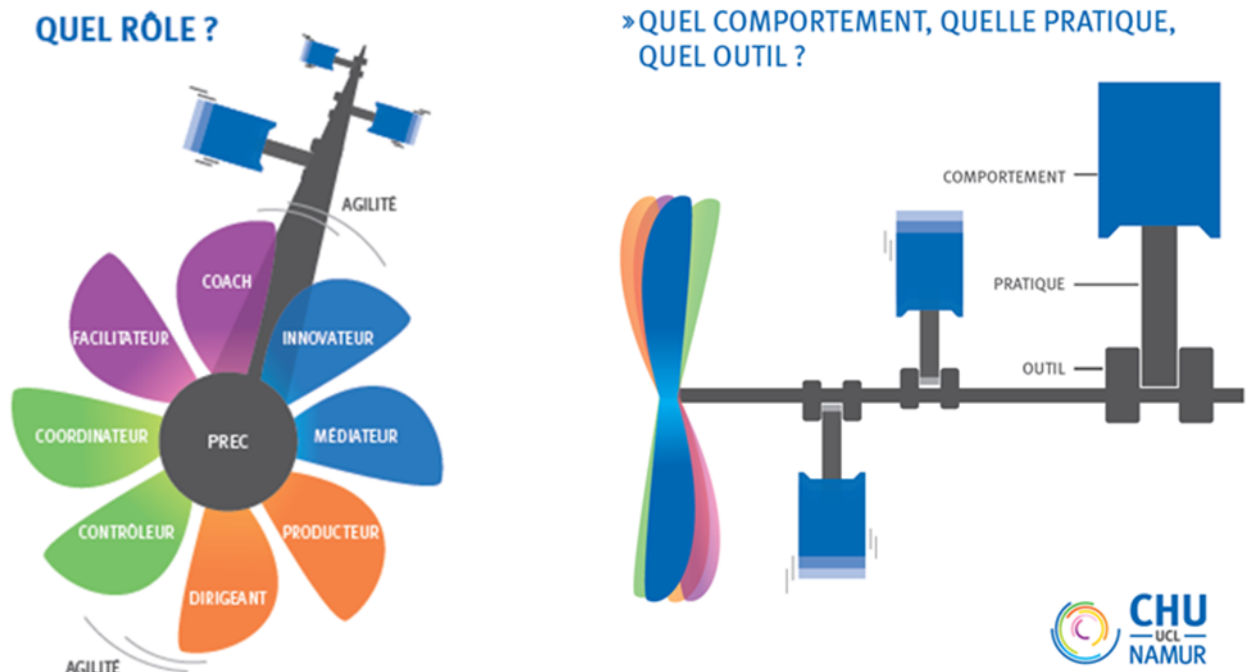 QUEL RÔLE ?
AGILITÉ
COACH
INNOVATEUR
FACILITATEUR
COORDINATEUR
PREC
MÉDIATEUR
CONTRÔLEUR
PRODUCTEUR
DIRIGEANT
AGILITÉ
» QUEL COMPORTEMENT, QUELLE PRATIQUE,
QUEL OUTIL ?
COMPORTEMENT
PRATIQUE
OUTIL
CHU
UCL
NAMUR